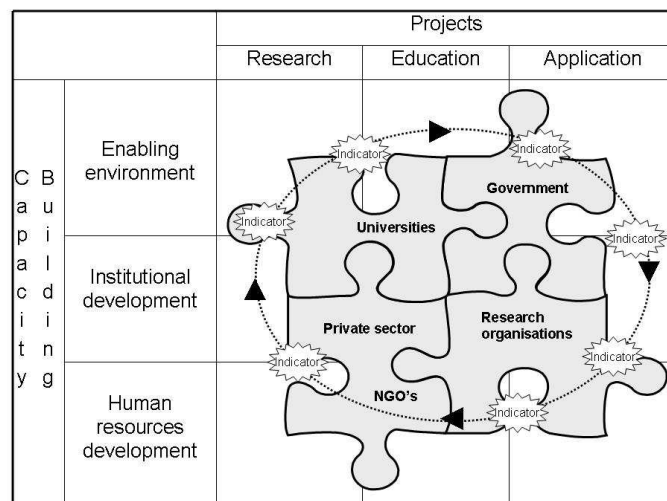 Projects
Research
Education
Application
Capacity
Building
Enabling
environment
Institutional
development
Human
resources
development
Indicator
Indicator
Indicator
Indicator
Indicator
Indicator
Indicator
Government
Universities
Private sector
Research
organisations
NGO's